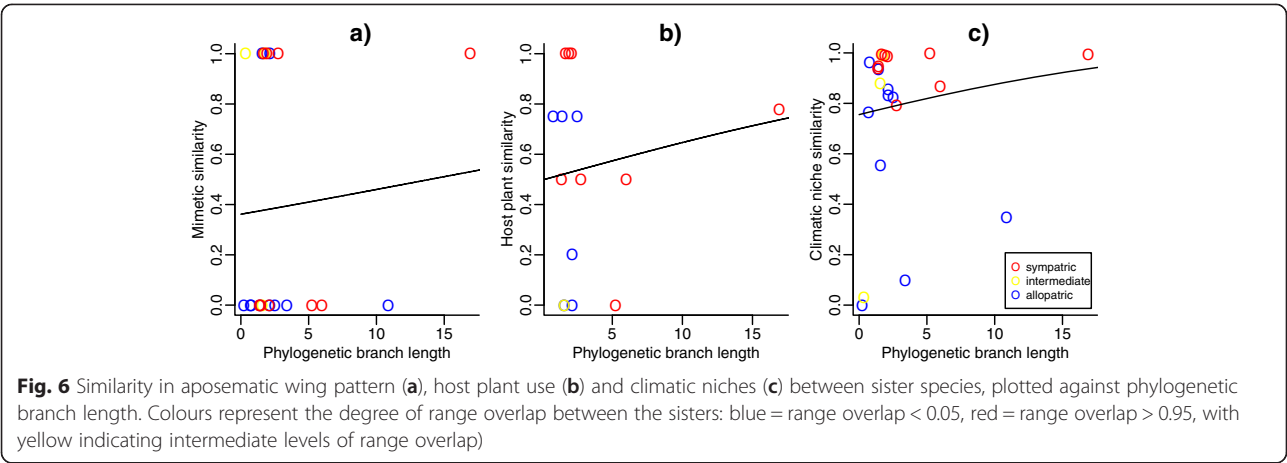 a)
b)
c)
Mimetic similarity
0.0 0.2 0.4 0.6 0.8 1.0
0 5 10 15
Phylogenetic branch length
Host plant similarity
0.0 0.2 0.4 0.6 0.8 1.0
0 5 10 15
Phylogenetic branch length
Climatic niche similarity
0.0 0.2 0.4 0.6 0.8 1.0
0 5 10 15
Phylogenetic branch length
sympatric
intermediate
allopatric
Fig. 6 Similarity in aposematic wing pattern (a), host plant use (b) and climatic niches (c) between sister species, plotted against phylogenetic
branch length. Colours represent the degree of range overlap between the sisters: blue = range overlap < 0.05, red = range overlap > 0.95, with
yellow indicating intermediate levels of range overlap)